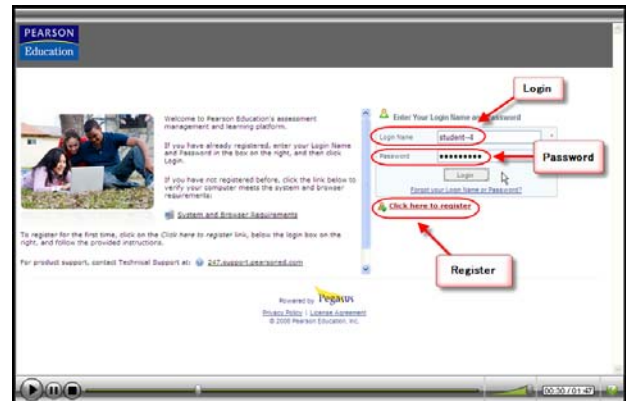 PEARSON
Education
Welcome to Pearson Education's assessment
management and learning platform.
If you have already registered, enter your Login Name
and Password in the box on the right, and then click
Login.
If you have not registered before, click the link below to
verify your computer meets the system and browser
requirements:
System and Browser Requirements
To register for the first time, click on the Click here to register link, below the login box on the
right, and follow the provided instructions.
For product support, contact Technical Support at: 247.support.pearsoned.com
Login
Enter Your Login Name and Password
Login Name student-4
Password
Password
Login
Forgot your Login Name or Password?
Click here to register
Register
Powered by Pegasus
Privacy Policy | License Agreement
© 2008 Pearson Education, Inc.
00:30 / 01:47